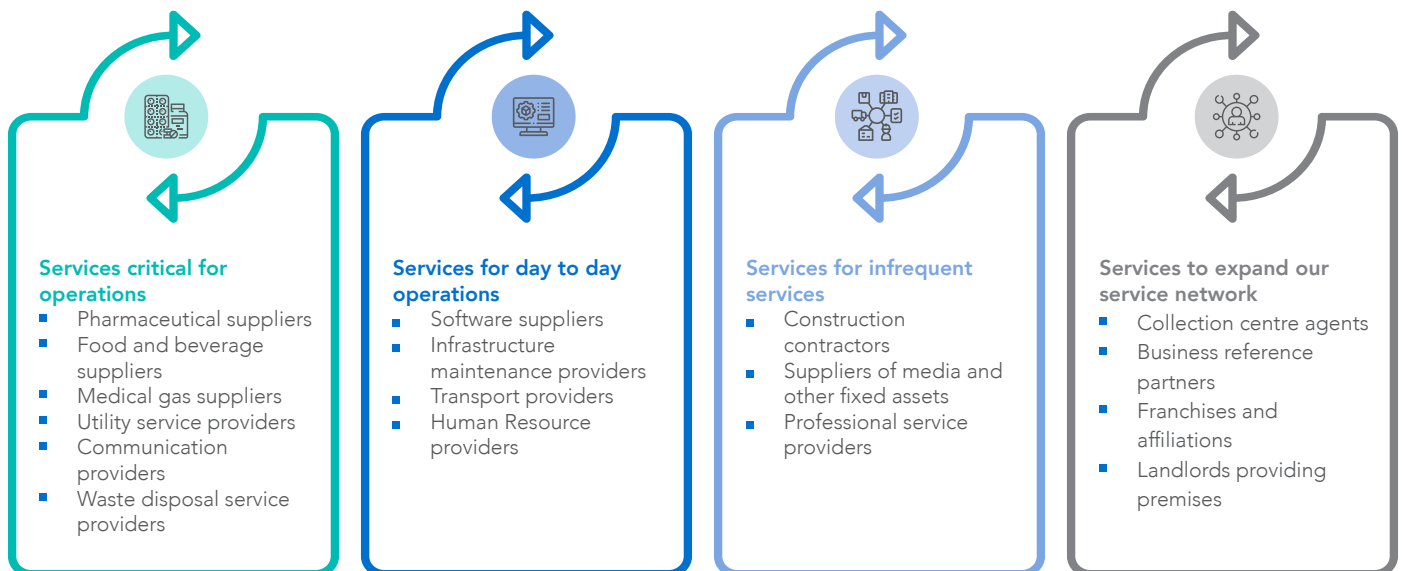 Services critical for
operations
Pharmaceutical suppliers
Food and beverage
suppliers
Medical gas suppliers
Utility service providers
Communication
providers
Waste disposal service
providers
Services for day to day
operations
Software suppliers
Infrastructure
maintenance providers
Transport providers
Human Resource
providers
Services for infrequent
services
Construction
contractors
Suppliers of media and
other fixed assets
Professional service
providers
Services to expand our
service network
Collection centre agents
Business reference
partners
Franchises and
affiliations
Landlords providing
premises